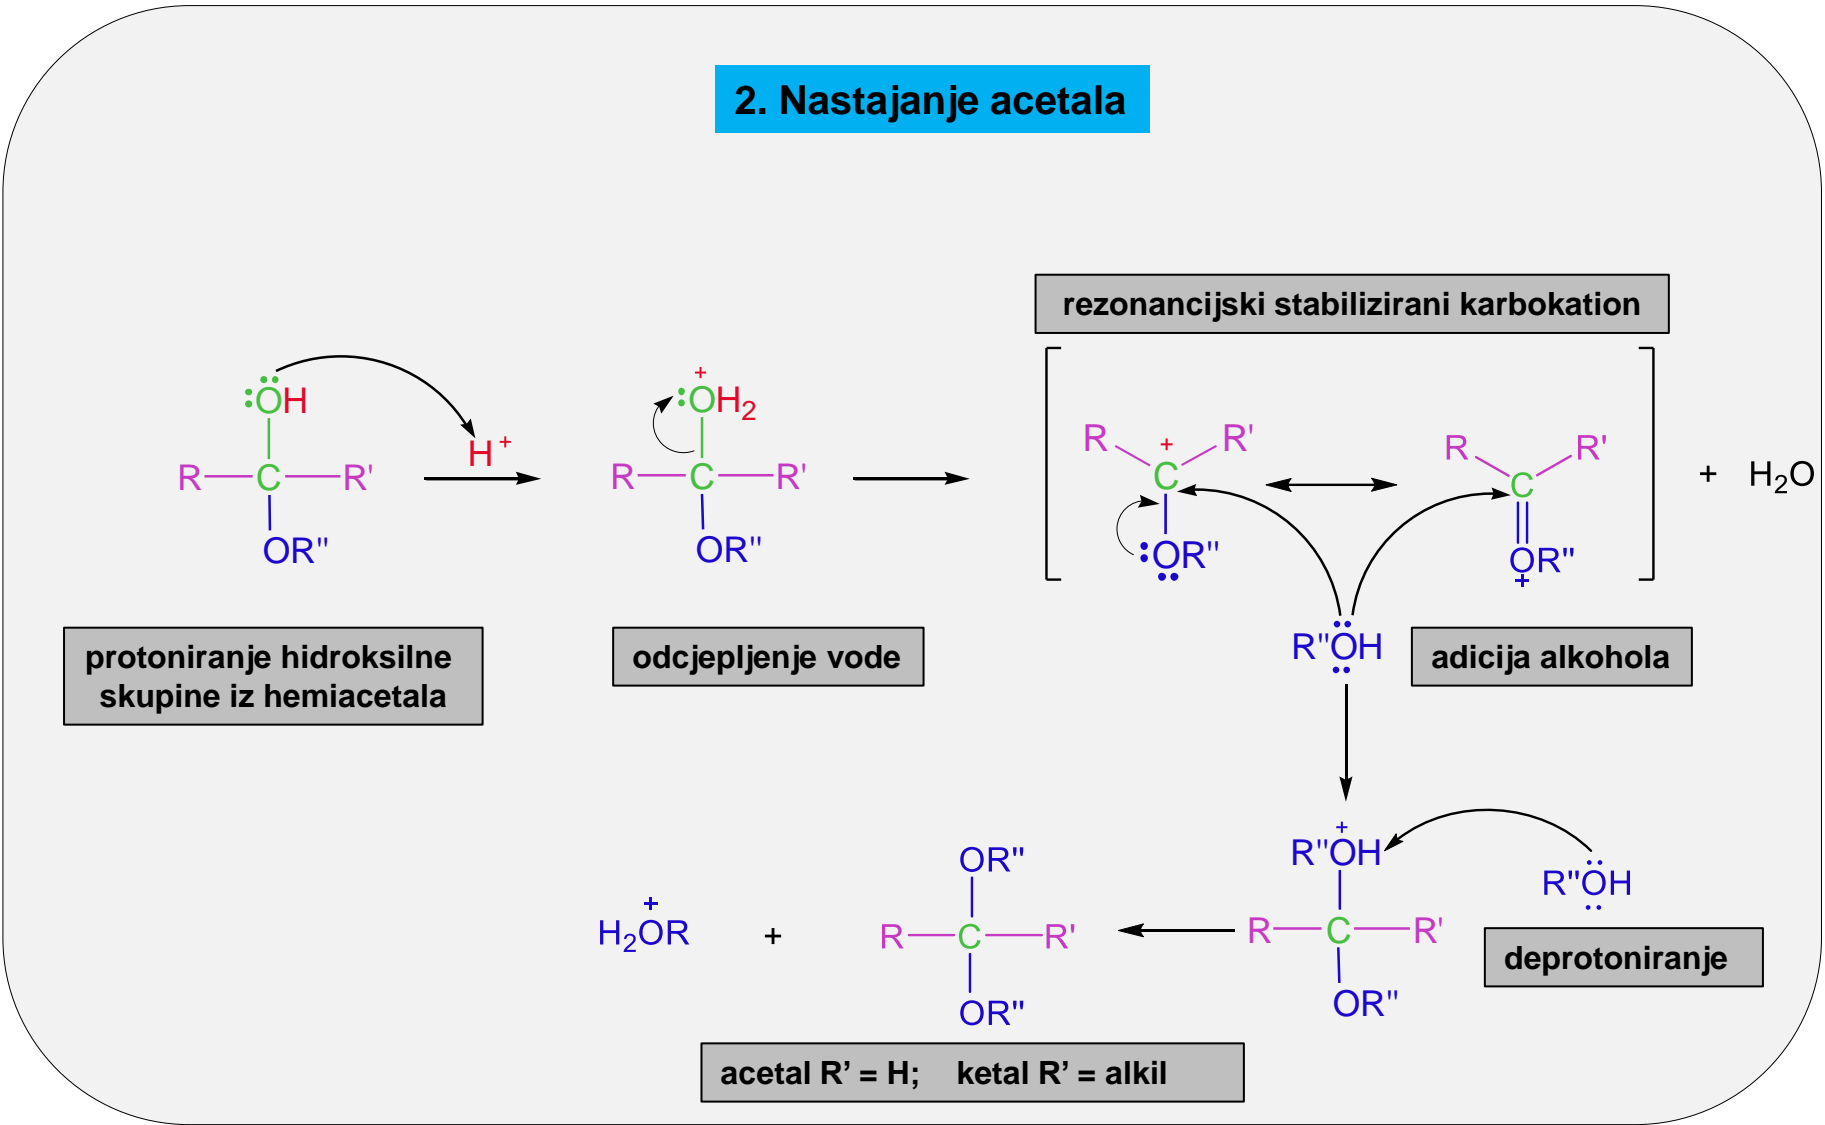 2. Nastajanje acetala
rezonancijski stabilizirani karbokation
:OH
H+
R—C—R'
OR''
+
:OH2
R—C—R'
OR''
R
+
R'
C
:OR''
R
R'
C
OR''
+
+ H2O
protoniranje hidroksilne
skupine iz hemiacetala
odcjepljenje vode
R''OH
adicija alkohola
+
R''OH
R—C—R'
OR''
R''OH
deprotoniranje
OR''
R—C—R'
OR''
+
+
H2OR
acetal R’ = H; ketal R’ = alkil